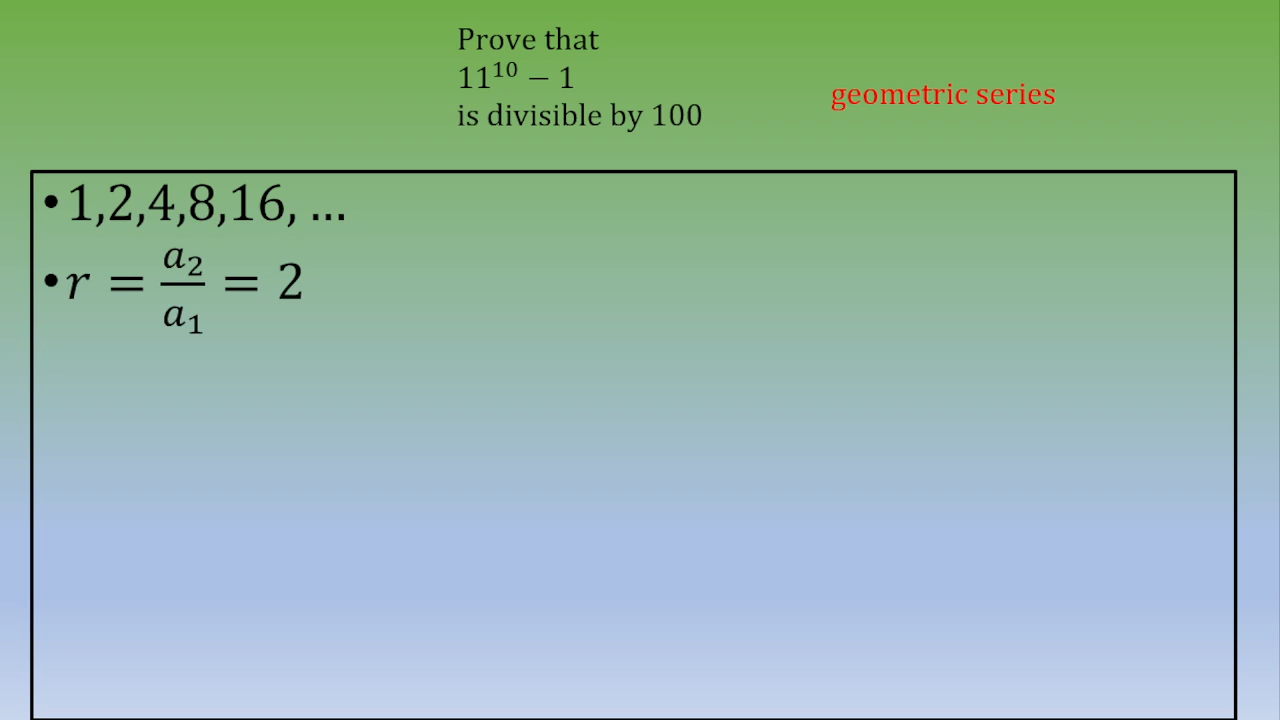 Prove that
11¹⁰ − 1
is divisible by 100
geometric series
•1,2,4,8,16, …
•r = a₂/a₁ = 2